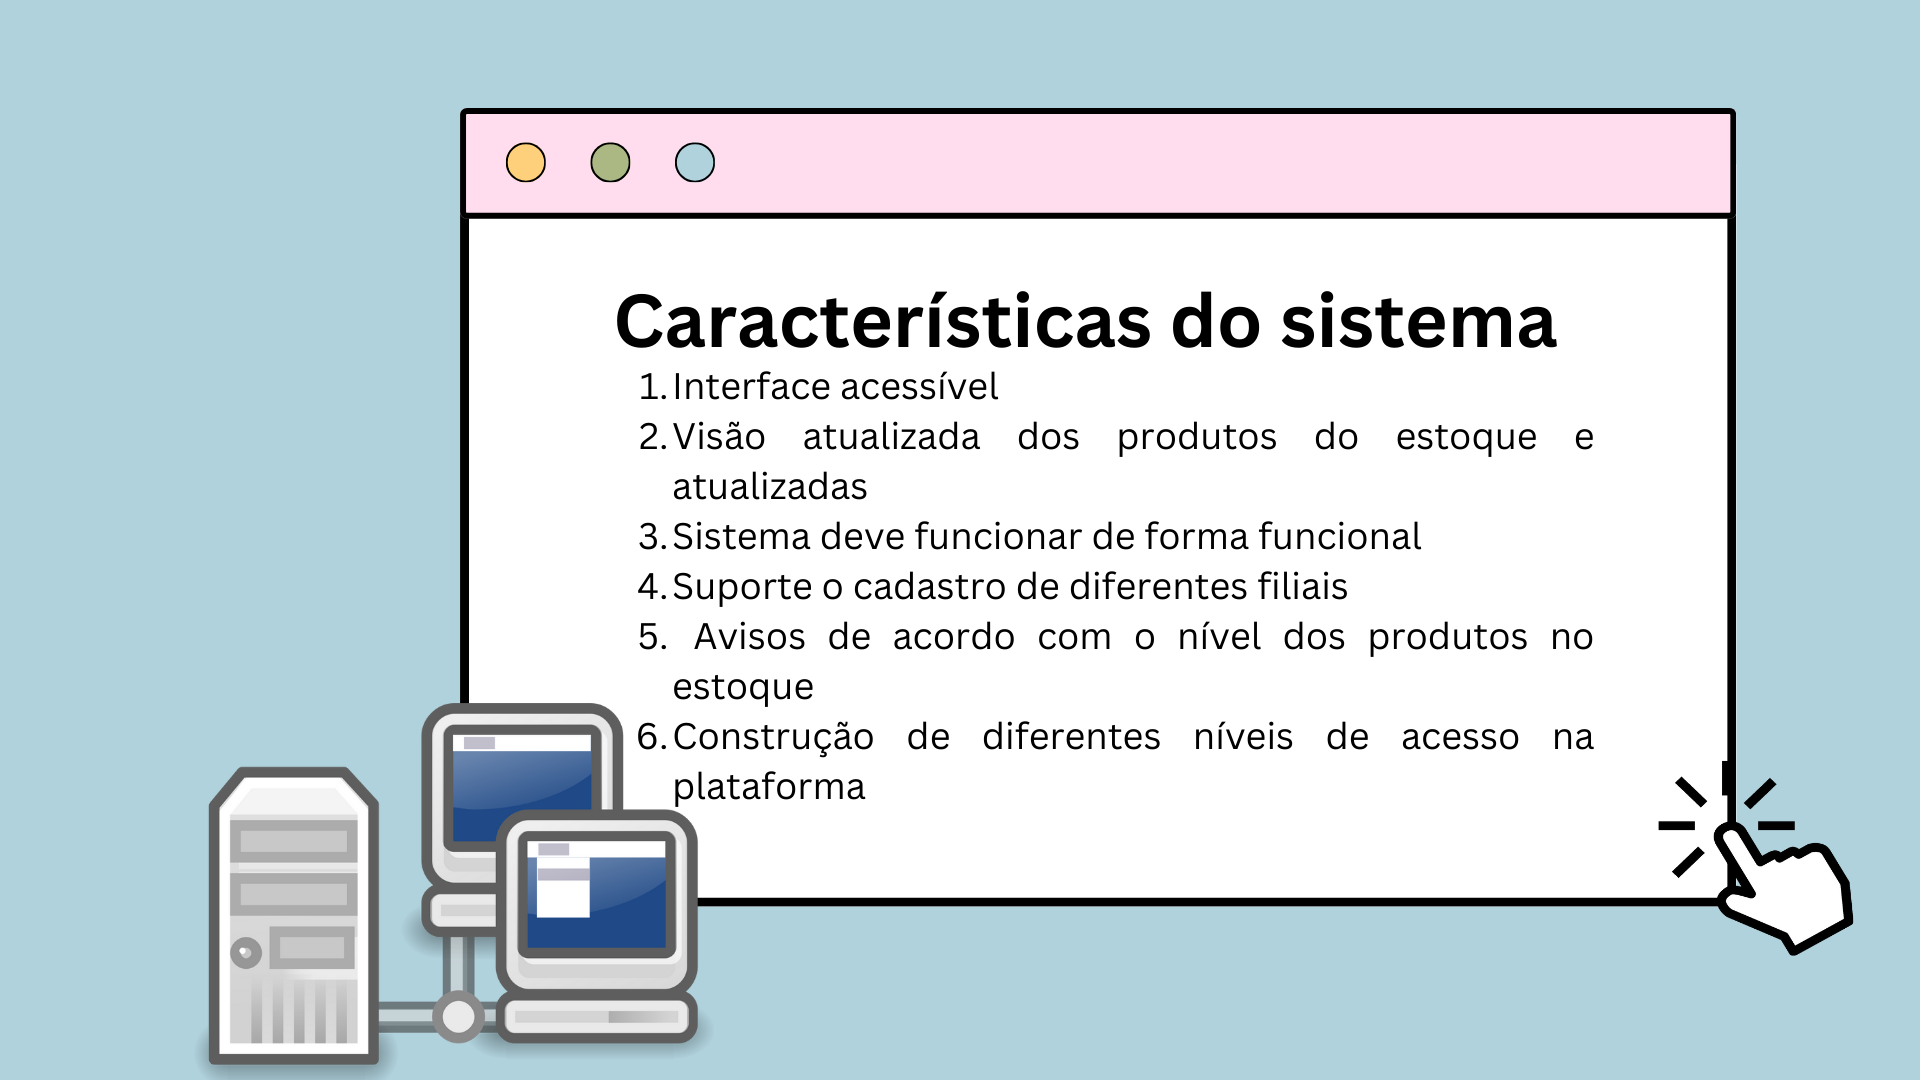 Características do sistema
1. Interface acessível
2. Visão atualizada dos produtos do estoque e
atualizadas
3. Sistema deve funcionar de forma funcional
4. Suporte o cadastro de diferentes filiais
5. Avisos de acordo com o nível dos produtos no
estoque
6. Construção de diferentes níveis de acesso na
plataforma